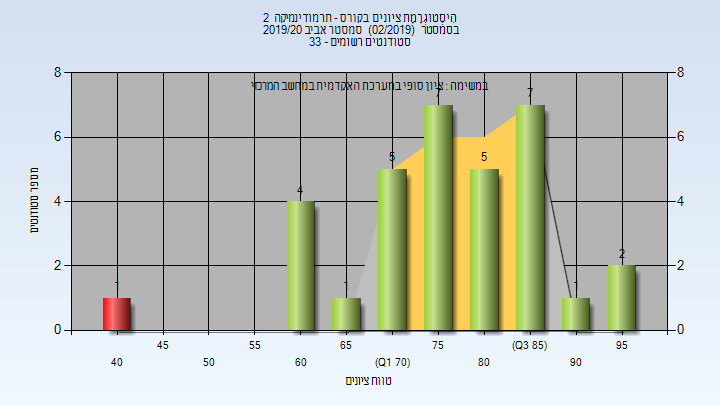 היסטוגרמת ציונים בקורס - תרמודינמיקה 2
בסמסטר (02/2019) סמסטר אביב 2019/20
סטודנטים רשומים - 33
במשימה : ציון סופי במערכת האקדמית במחשב המרכזי
8 8
6 6
4 4
2 2
0 0
1 4 1 5 7 5 7 1 2
מספר סטודנטים
45 55 65 75 (Q3 85) 95
40 50 60 (Q1 70) 80 90
טווח ציונים